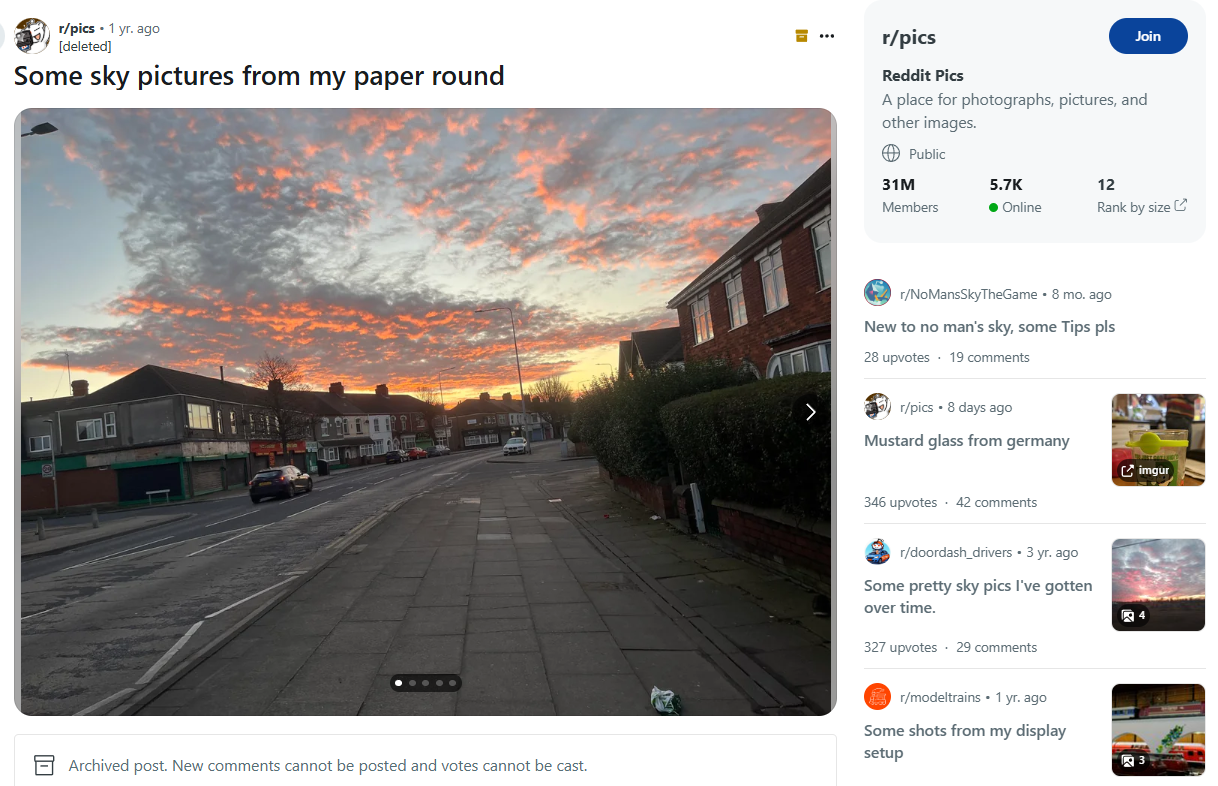 r/pics • 1 yr. ago
[deleted]
Some sky pictures from my paper round
Archived post. New comments cannot be posted and votes cannot be cast.
r/pics
Join
Reddit Pics
A place for photographs, pictures, and
other images.
Public
31M
Members
5.7K
Online
12
Rank by size
r/NoMansSkyTheGame • 8 mo. ago
New to no man's sky, some Tips pls
28 upvotes · 19 comments
r/pics • 8 days ago
Mustard glass from germany
imgur
346 upvotes · 42 comments
r/doordash_drivers • 3 yr. ago
Some pretty sky pics I've gotten
over time.
4
327 upvotes · 29 comments
r/modeltrains • 1 yr. ago
Some shots from my display
setup
3